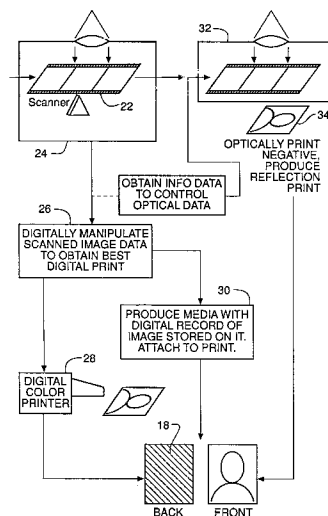 32
Scanner
22
24
34
OPTICALLY PRINT
NEGATIVE,
PRODUCE
REFLECTION
PRINT
OBTAIN INFO DATA
TO CONTROL
OPTICAL DATA
26
DIGITALLY MANIPULATE
SCANNED IMAGE DATA
TO OBTAIN BEST
DIGITAL PRINT
30
PRODUCE MEDIA WITH
DIGITAL RECORD OF
IMAGE STORED ON IT.
ATTACH TO PRINT.
28
DIGITAL
COLOR
PRINTER
18
BACK
FRONT